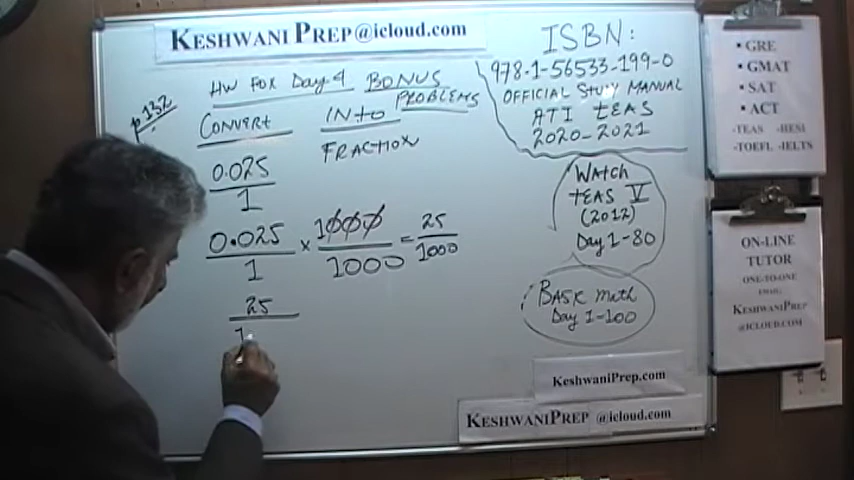 KESHWANIPREP@icloud.com
HW FOR Day 4 BONUS
PROBLEMS
p.132
CONVERT INto
FRACTION
0.025
1
0.025 × 1000 = 25
1 1000 1000
25
1
ISBN:
978-1-56533-199-0
OFFICIAL STUDY MANUAL
ATI tEAS
2020-2021
WAtCH
tEAS V
(2012)
Day 1-80
BASIC math
Day 1-100
KESHWANIPREP.com
KESHWANIPREP @icloud.com
• GRE
• GMAT
• SAT
• ACT
-TEAS -HESI
-TOEFL -IELTS
ON-LINE
TUTOR
ONE-TO-ONE
EMAIL
KESHWANIPREP
@ICLOUD.COM